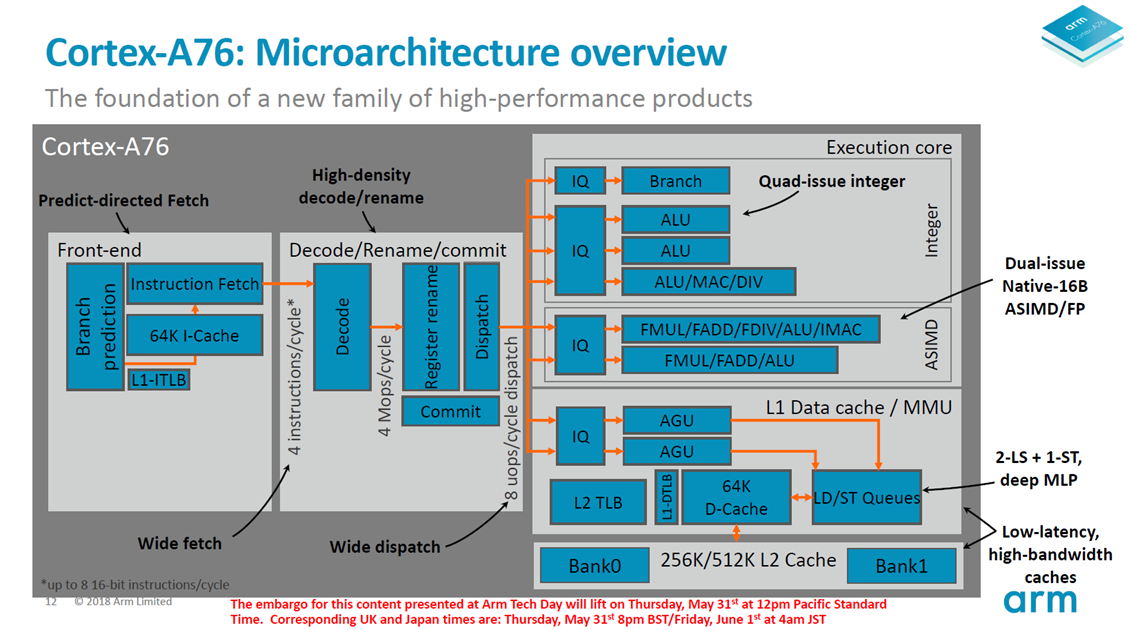 Cortex-A76: Microarchitecture overview
The foundation of a new family of high-performance products
arm
Cortex-A76
Cortex-A76
Predict-directed Fetch
High-density
decode/rename
Front-end
Branch
prediction
Instruction Fetch
64K I-Cache
L1-ITLB
4 instructions/cycle*
Wide fetch
Decode/Rename/commit
Decode
4 Mops/cycle
Register rename
Dispatch
Commit
8 uops/cycle dispatch
Wide dispatch
Execution core
IQ
Branch
Quad-issue integer
IQ
ALU
ALU
ALU/MAC/DIV
Integer
IQ
FMUL/FADD/FDIV/ALU/IMAC
FMUL/FADD/ALU
ASIMD
Dual-issue
Native-16B
ASIMD/FP
L1 Data cache / MMU
IQ
AGU
AGU
L2 TLB
L1-DTLB
64K
D-Cache
LD/ST Queues
2-LS + 1-ST,
deep MLP
Bank0
256K/512K L2 Cache
Bank1
Low-latency,
high-bandwidth
caches
*up to 8 16-bit instructions/cycle
12 © 2018 Arm Limited
The embargo for this content presented at Arm Tech Day will lift on Thursday, May 31st at 12pm Pacific Standard
Time. Corresponding UK and Japan times are: Thursday, May 31st 8pm BST/Friday, June 1st at 4am JST
arm